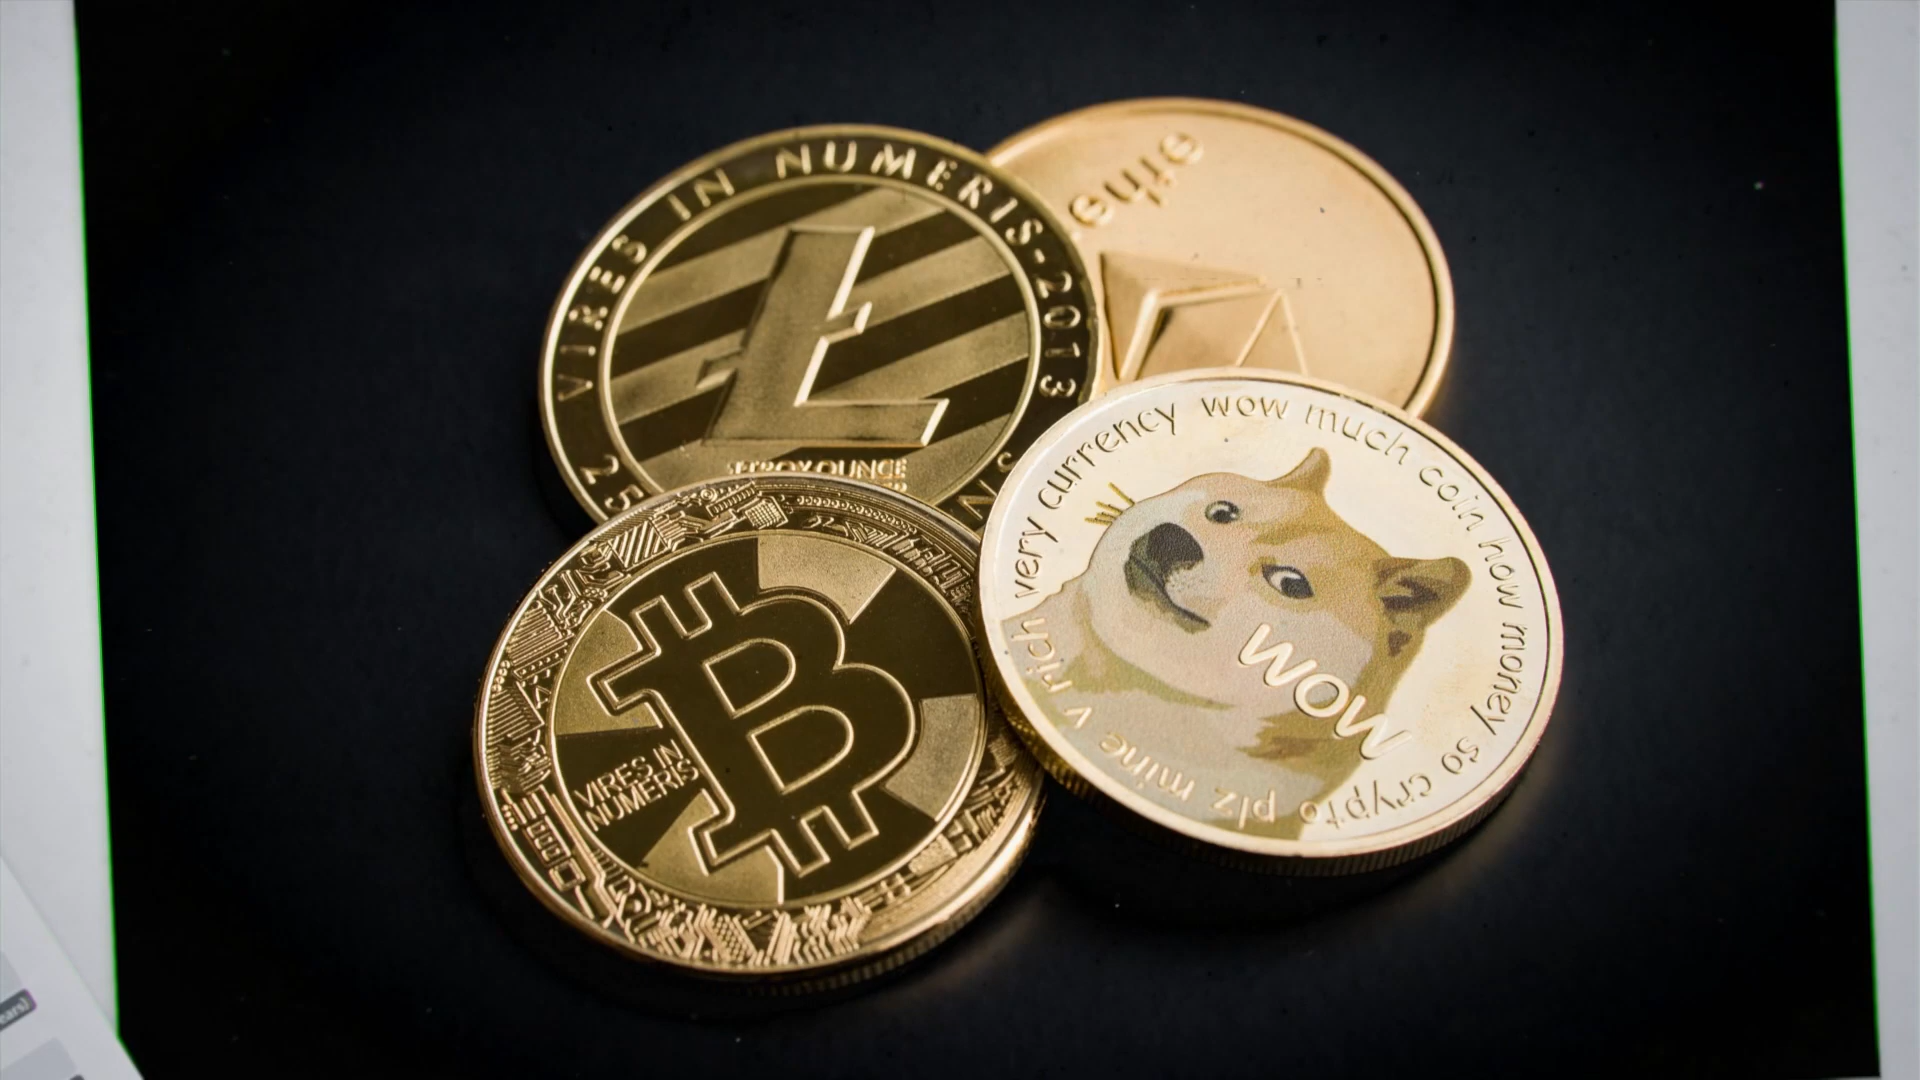 VIRES IN NUMERIS-2013
25
OUNCE
VIRES IN
NUMERIS
very currency wow much coin how money so crypto plz mine v rich
wow